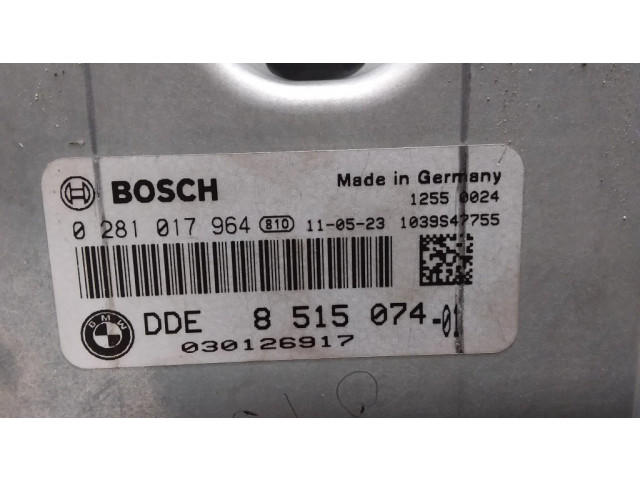 BOSCH
Made in Germany
1255 0024
0 281 017 964 810 11-05-23 1039S47755
BMW DDE 8 515 074-01
030126917